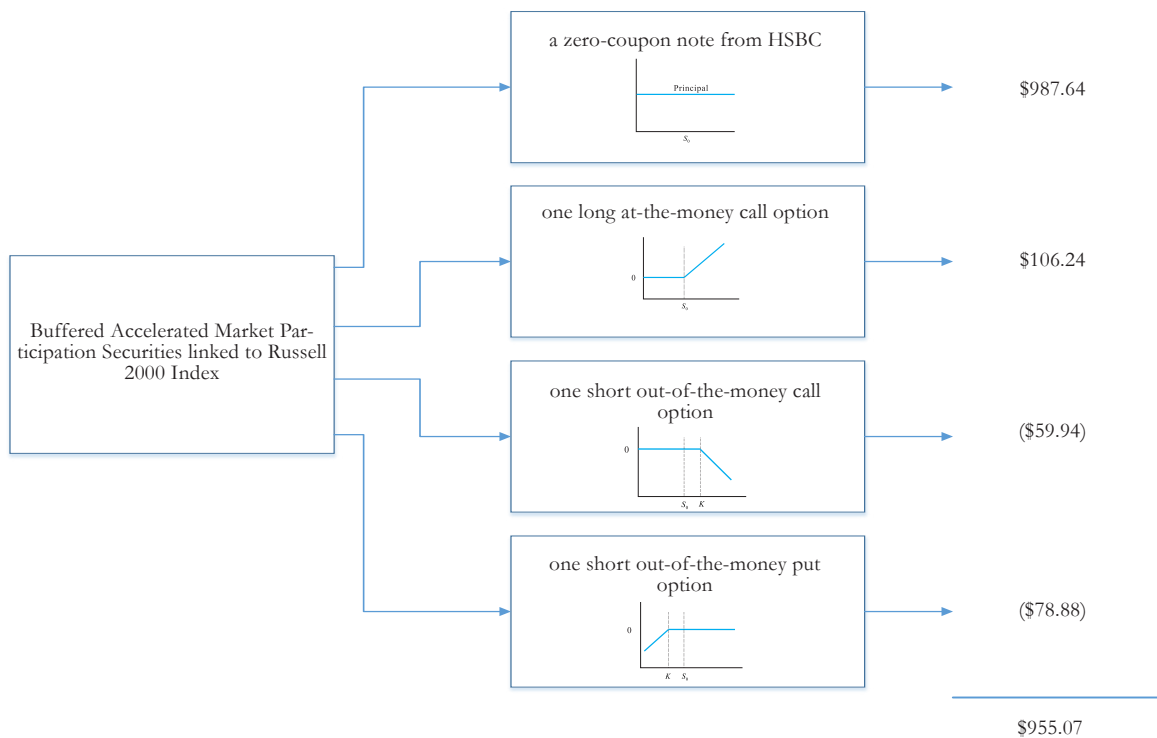 a zero-coupon note from HSBC
Principal
S₀
$987.64
one long at-the-money call option
0
S₀
$106.24
Buffered Accelerated Market Par-
ticipation Securities linked to Russell
2000 Index
one short out-of-the-money call
option
0
S₀ K
($59.94)
one short out-of-the-money put
option
0
K S₀
($78.88)
$955.07